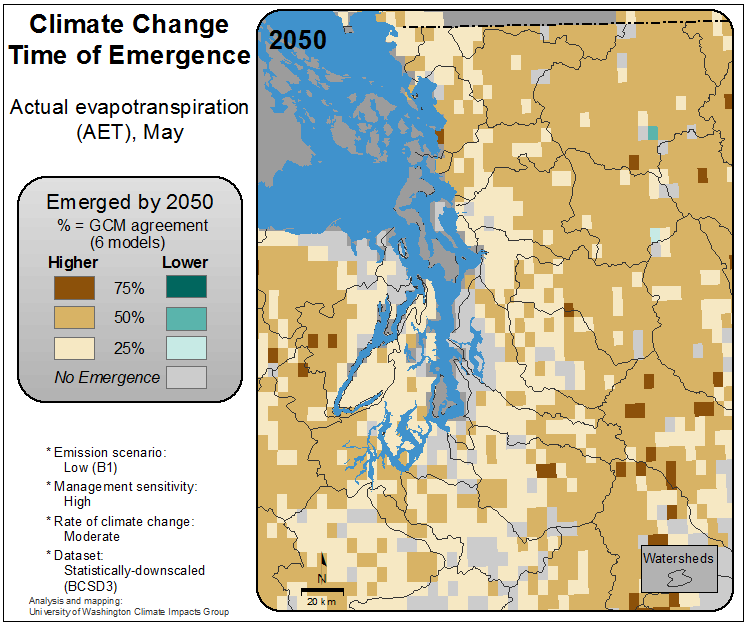 Climate Change
Time of Emergence
Actual evapotranspiration
(AET), May
Emerged by 2050
% = GCM agreement
(6 models)
Higher Lower
75%
50%
25%
No Emergence
* Emission scenario:
Low (B1)
* Management sensitivity:
High
* Rate of climate change:
Moderate
* Dataset:
Statistically-downscaled
(BCSD3)
Analysis and mapping:
University of Washington Climate Impacts Group
2050
N
20 km
Watersheds